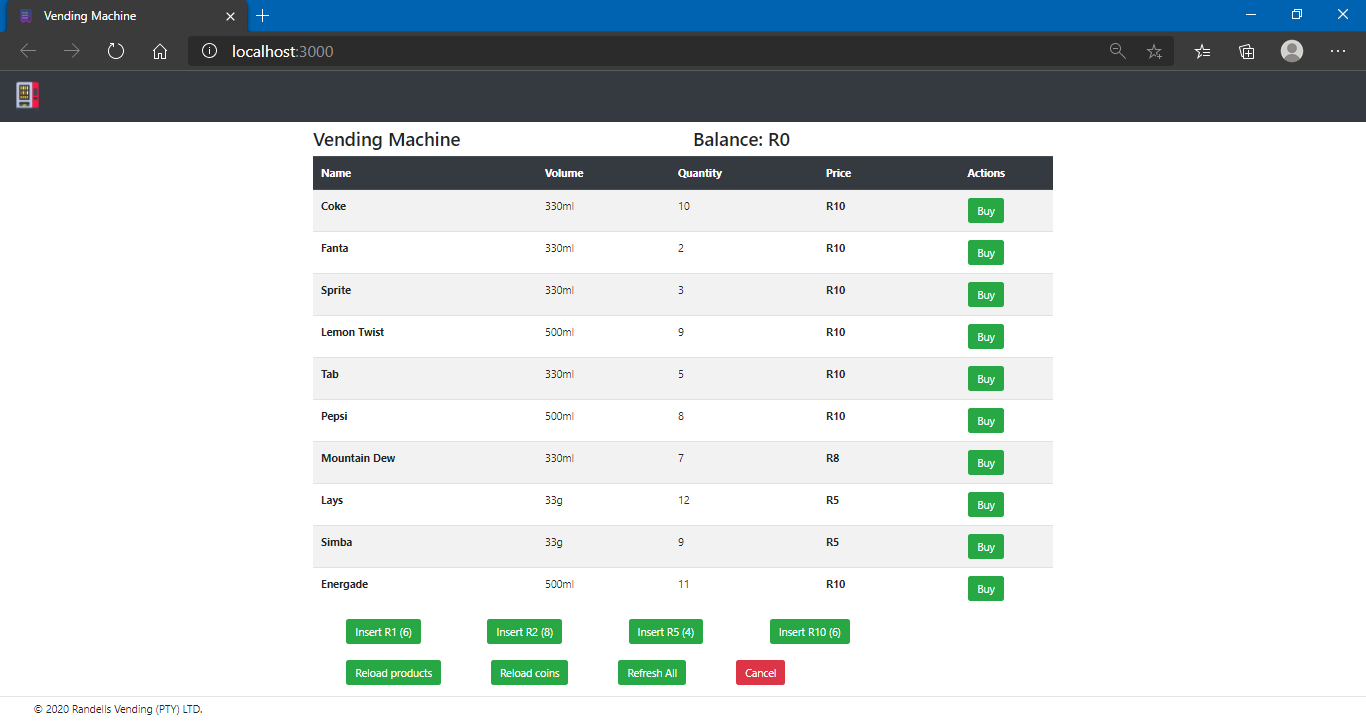 Vending Machine
localhost:3000
Vending Machine Balance: R0
Name Volume Quantity Price Actions
Coke 330ml 10 R10 Buy
Fanta 330ml 2 R10 Buy
Sprite 330ml 3 R10 Buy
Lemon Twist 500ml 9 R10 Buy
Tab 330ml 5 R10 Buy
Pepsi 500ml 8 R10 Buy
Mountain Dew 330ml 7 R8 Buy
Lays 33g 12 R5 Buy
Simba 33g 9 R5 Buy
Energade 500ml 11 R10 Buy
Insert R1 (6) Insert R2 (8) Insert R5 (4) Insert R10 (6)
Reload products Reload coins Refresh All Cancel
© 2020 Randells Vending (PTY) LTD.